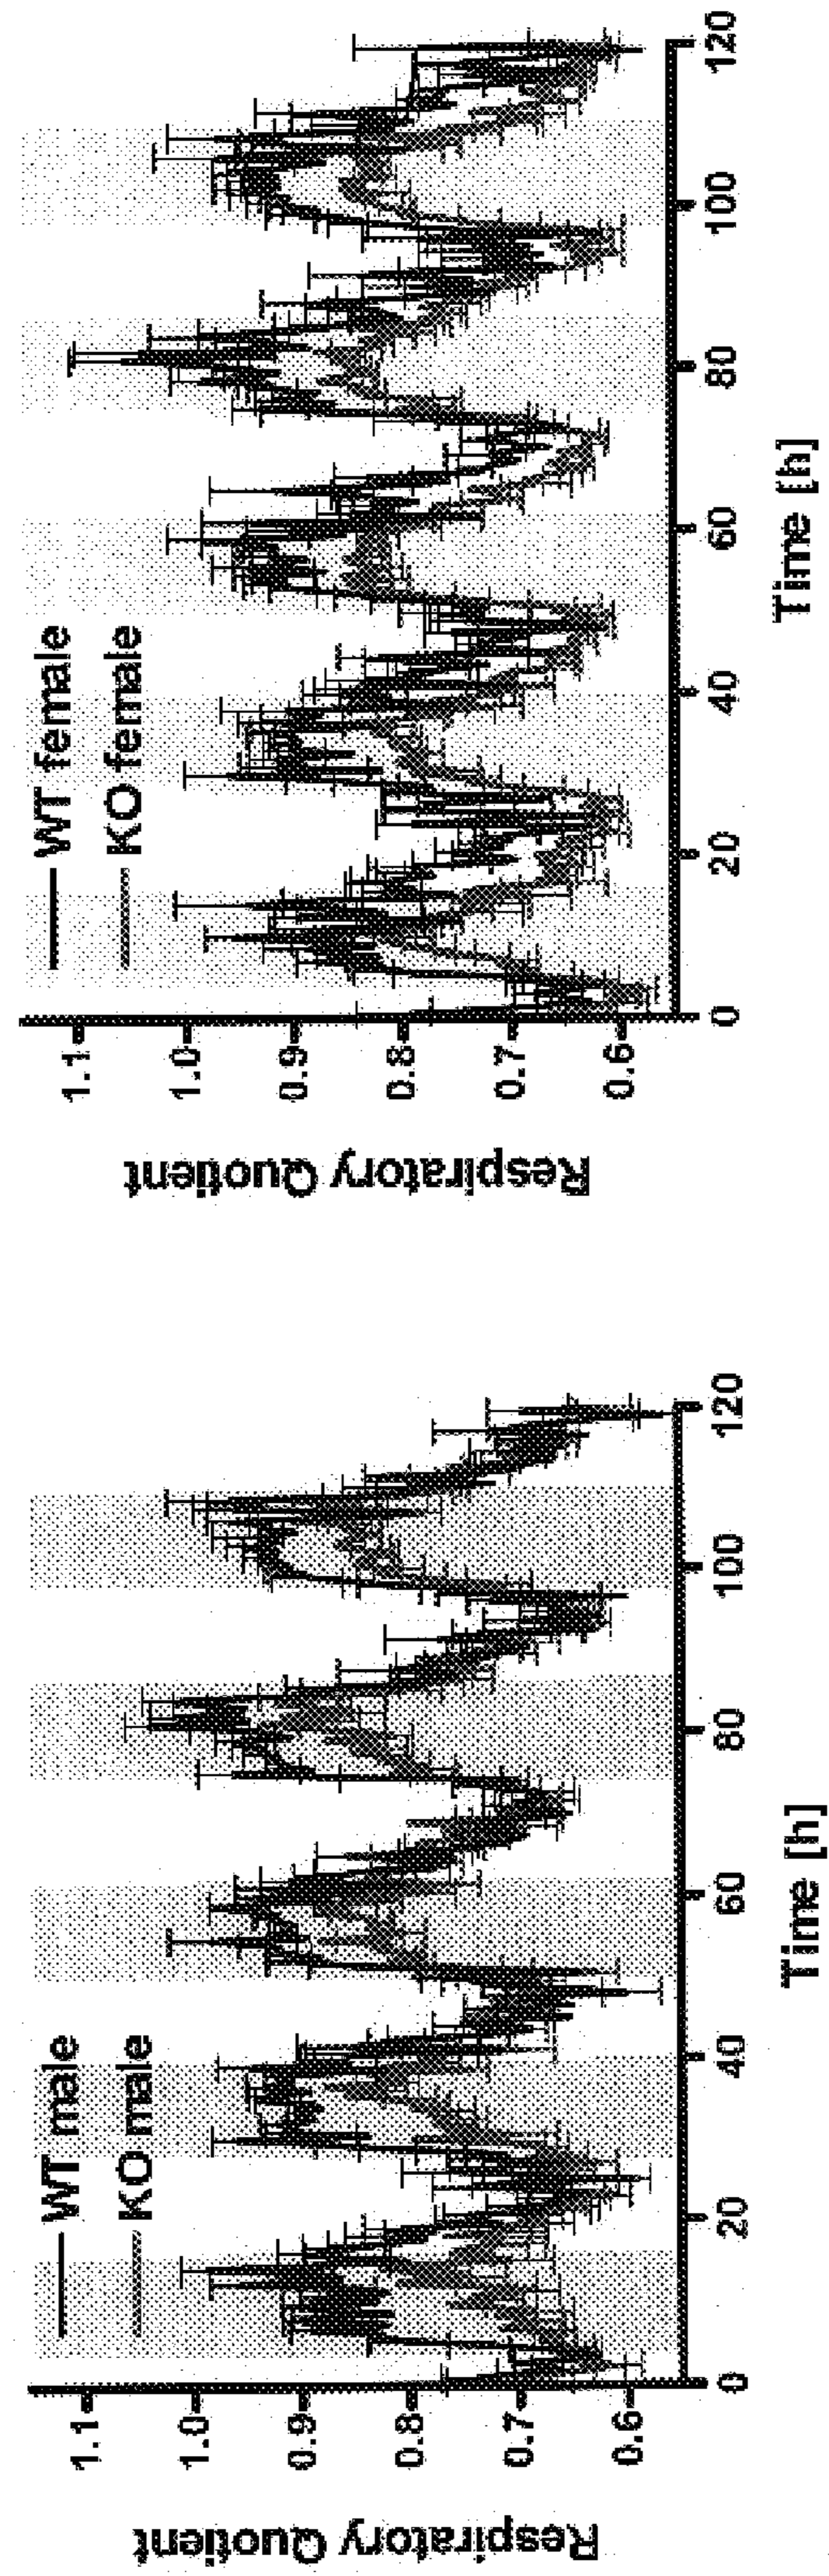 Respiratory Quotient
1.1
1.0
0.9
0.8
0.7
0.6
WT male
KO male
0 20 40 60 80 100 120
Time [h]
Respiratory Quotient
1.1
1.0
0.9
0.8
0.7
0.6
WT female
KO female
0 20 40 60 80 100 120
Time [h]